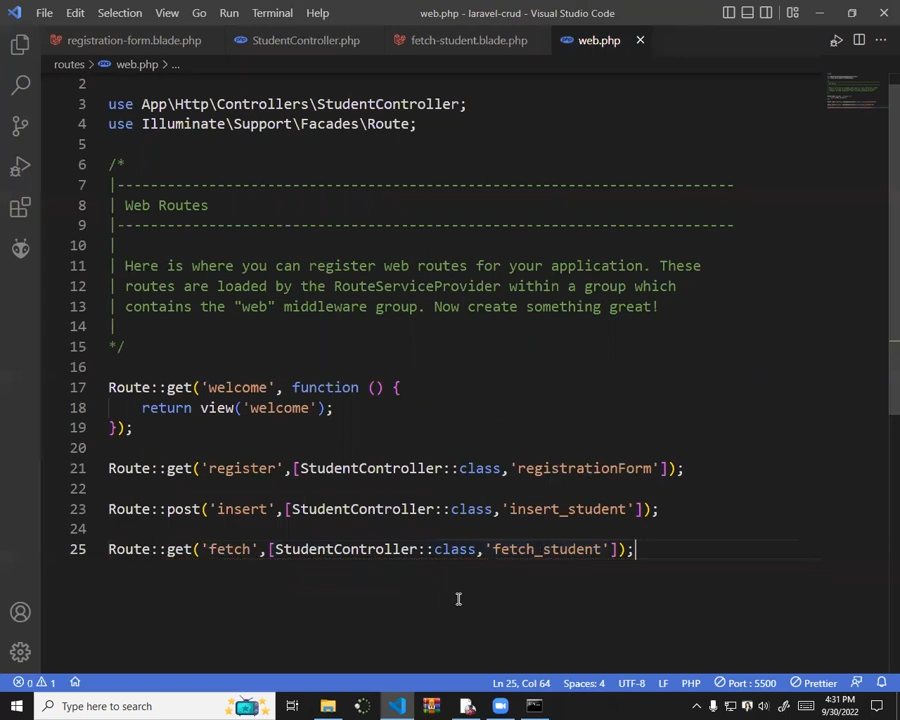 File Edit Selection View Go Run Terminal Help web.php - laravel-crud - Visual Studio Code
registration-form.blade.php StudentController.php fetch-student.blade.php web.php
routes > web.php > ...
2
3 use App\Http\Controllers\StudentController;
4 use Illuminate\Support\Facades\Route;
5
6 /*
7 |--------------------------------------------------------------------------
8 | Web Routes
9 |--------------------------------------------------------------------------
10 |
11 | Here is where you can register web routes for your application. These
12 | routes are loaded by the RouteServiceProvider within a group which
13 | contains the "web" middleware group. Now create something great!
14 |
15 */
16
17 Route::get('welcome', function () {
18 return view('welcome');
19 });
20
21 Route::get('register',[StudentController::class,'registrationForm']);
22
23 Route::post('insert',[StudentController::class,'insert_student']);
24
25 Route::get('fetch',[StudentController::class,'fetch_student']);
0 1 Ln 25, Col 64 Spaces: 4 UTF-8 LF PHP Port : 5500 Prettier
Type here to search
4:31 PM
9/30/2022